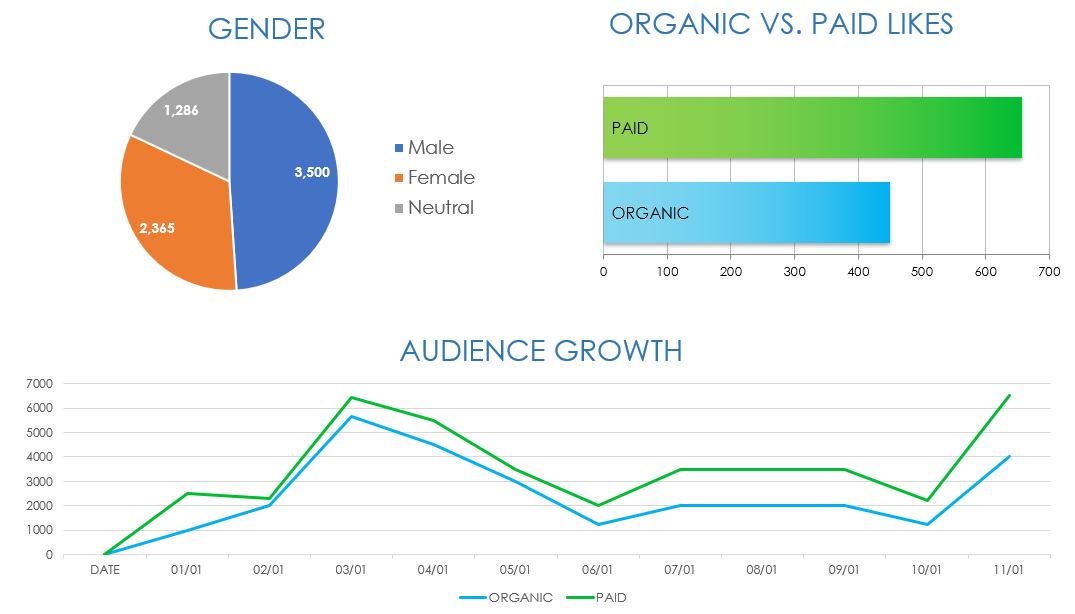 GENDER
1,286
3,500
2,365
Male
Female
Neutral
ORGANIC VS. PAID LIKES
PAID
ORGANIC
0 100 200 300 400 500 600 700
AUDIENCE GROWTH
7000
6000
5000
4000
3000
2000
1000
0
DATE 01/01 02/01 03/01 04/01 05/01 06/01 07/01 08/01 09/01 10/01 11/01
ORGANIC PAID